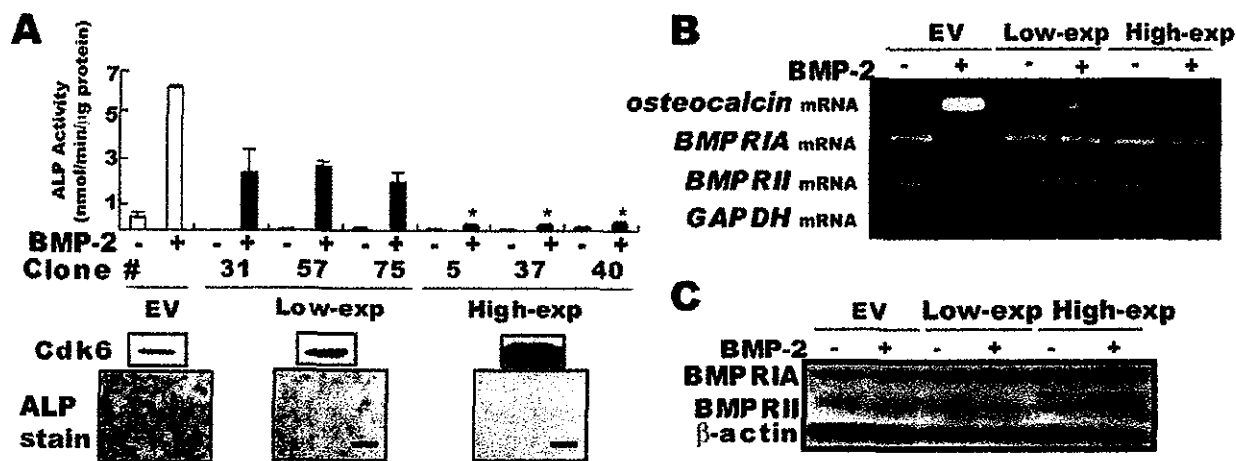 A
ALP Activity
(nmol/min/μg protein)
7
5
3
1
BMP-2 - + - + - + - + - + - + - +
Clone # 31 57 75 5 37 40
* * *
EV Low-exp High-exp
Cdk6
ALP
stain
B
EV Low-exp High-exp
BMP-2 - + - + - +
osteocalcin mRNA
BMPRIA mRNA
BMPRII mRNA
GAPDH mRNA
C
EV Low-exp High-exp
BMP-2 - + - + - +
BMPRIA
BMPRII
β-actin